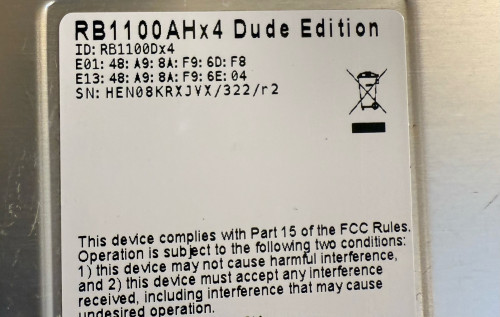 RB1100AHx4 Dude Edition
ID: RB1100Dx4
E01: 48: A9: 8A: F9: 6D: F8
E13: 48: A9: 8A: F9: 6E: 04
SN: HEN08KRXJVX/322/r2
This device complies with Part 15 of the FCC Rules.
Operation is subject to the following two conditions:
1) this device may not cause harmful interference,
and 2) this device must accept any interference
received, including interference that may cause
undesired operation.